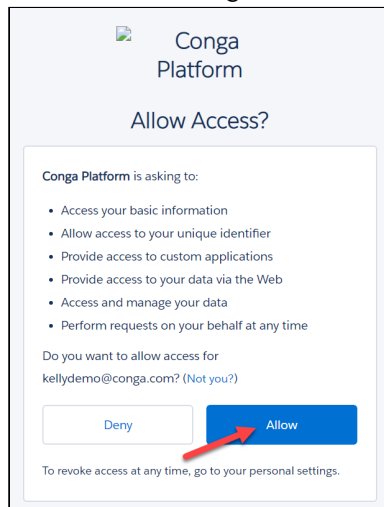 Conga
Platform
Allow Access?
Conga Platform is asking to:
• Access your basic information
• Allow access to your unique identifier
• Provide access to custom applications
• Provide access to your data via the Web
• Access and manage your data
• Perform requests on your behalf at any time
Do you want to allow access for
kellydemo@conga.com? (Not you?)
Deny
Allow
To revoke access at any time, go to your personal settings.